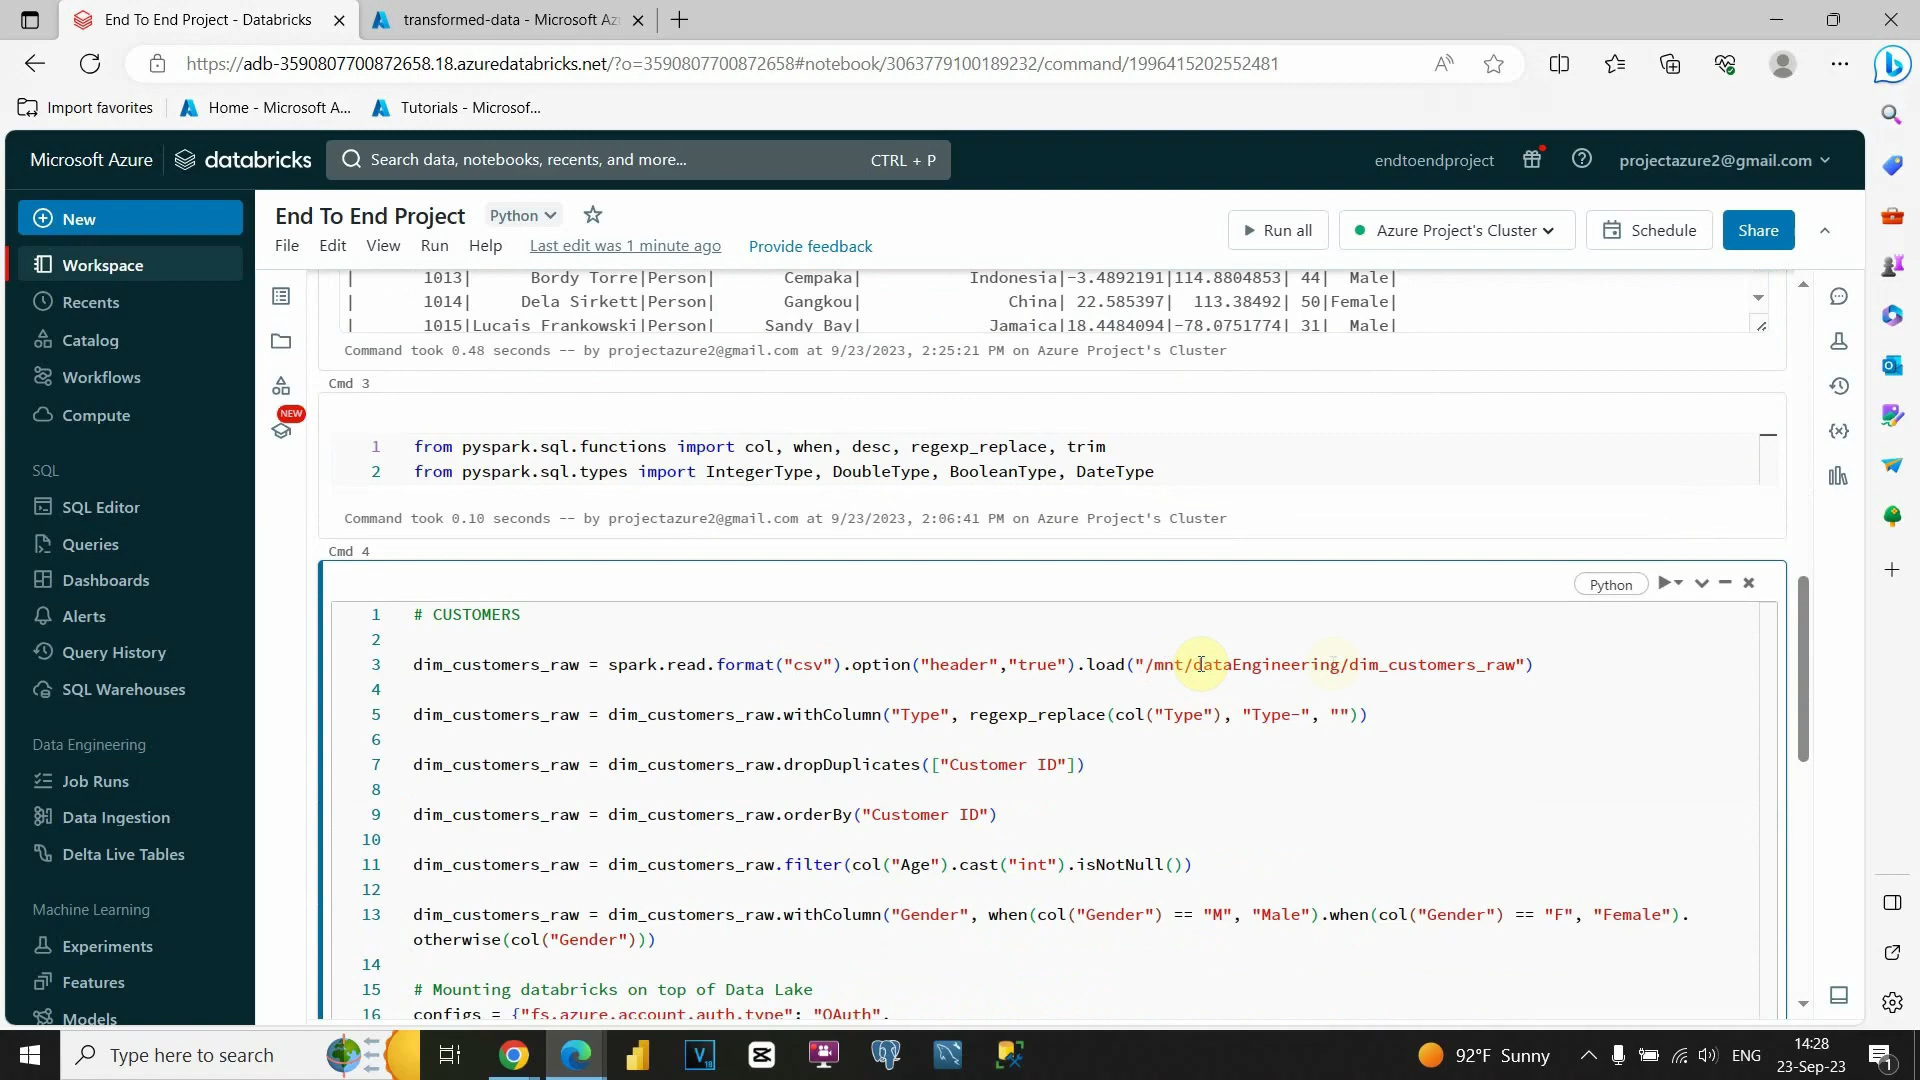 End To End Project - Databricks
transformed-data - Microsoft Az
https://adb-3590807700872658.18.azuredatabricks.net/?o=3590807700872658#notebook/3063779100189232/command/1996415202552481
Import favorites
Home - Microsoft A...
Tutorials - Microsof...
Microsoft Azure
databricks
Search data, notebooks, recents, and more...
CTRL + P
endtoendproject
projectazure2@gmail.com
New
Workspace
Recents
Catalog
Workflows
Compute
SQL
SQL Editor
Queries
Dashboards
Alerts
Query History
SQL Warehouses
Data Engineering
Job Runs
Data Ingestion
Delta Live Tables
Machine Learning
Experiments
Features
Models
End To End Project
Python
File
Edit
View
Run
Help
Last edit was 1 minute ago
Provide feedback
Run all
Azure Project's Cluster
Schedule
Share
NEW
| 1013| Bordy Torre|Person| Cempaka| Indonesia|-3.4892191|114.8804853| 44| Male|
| 1014| Dela Sirkett|Person| Gangkou| China| 22.585397| 113.38492| 50|Female|
| 1015|Lucais Frankowski|Person| Sandy Bay| Jamaica|18.4484094|-78.0751774| 31| Male|
Command took 0.48 seconds -- by projectazure2@gmail.com at 9/23/2023, 2:25:21 PM on Azure Project's Cluster
Cmd 3
1 from pyspark.sql.functions import col, when, desc, regexp_replace, trim
2 from pyspark.sql.types import IntegerType, DoubleType, BooleanType, DateType
Command took 0.10 seconds -- by projectazure2@gmail.com at 9/23/2023, 2:06:41 PM on Azure Project's Cluster
Cmd 4
Python
1 # CUSTOMERS
2
3 dim_customers_raw = spark.read.format("csv").option("header","true").load("/mnt/dataEngineering/dim_customers_raw")
4
5 dim_customers_raw = dim_customers_raw.withColumn("Type", regexp_replace(col("Type"), "Type-", ""))
6
7 dim_customers_raw = dim_customers_raw.dropDuplicates(["Customer ID"])
8
9 dim_customers_raw = dim_customers_raw.orderBy("Customer ID")
10
11 dim_customers_raw = dim_customers_raw.filter(col("Age").cast("int").isNotNull())
12
13 dim_customers_raw = dim_customers_raw.withColumn("Gender", when(col("Gender") == "M", "Male").when(col("Gender") == "F", "Female").
otherwise(col("Gender")))
14
15 # Mounting databricks on top of Data Lake
16 configs = {"fs.azure.account.auth.type": "OAuth",
Type here to search
92°F Sunny
ENG
14:28
23-Sep-23
1